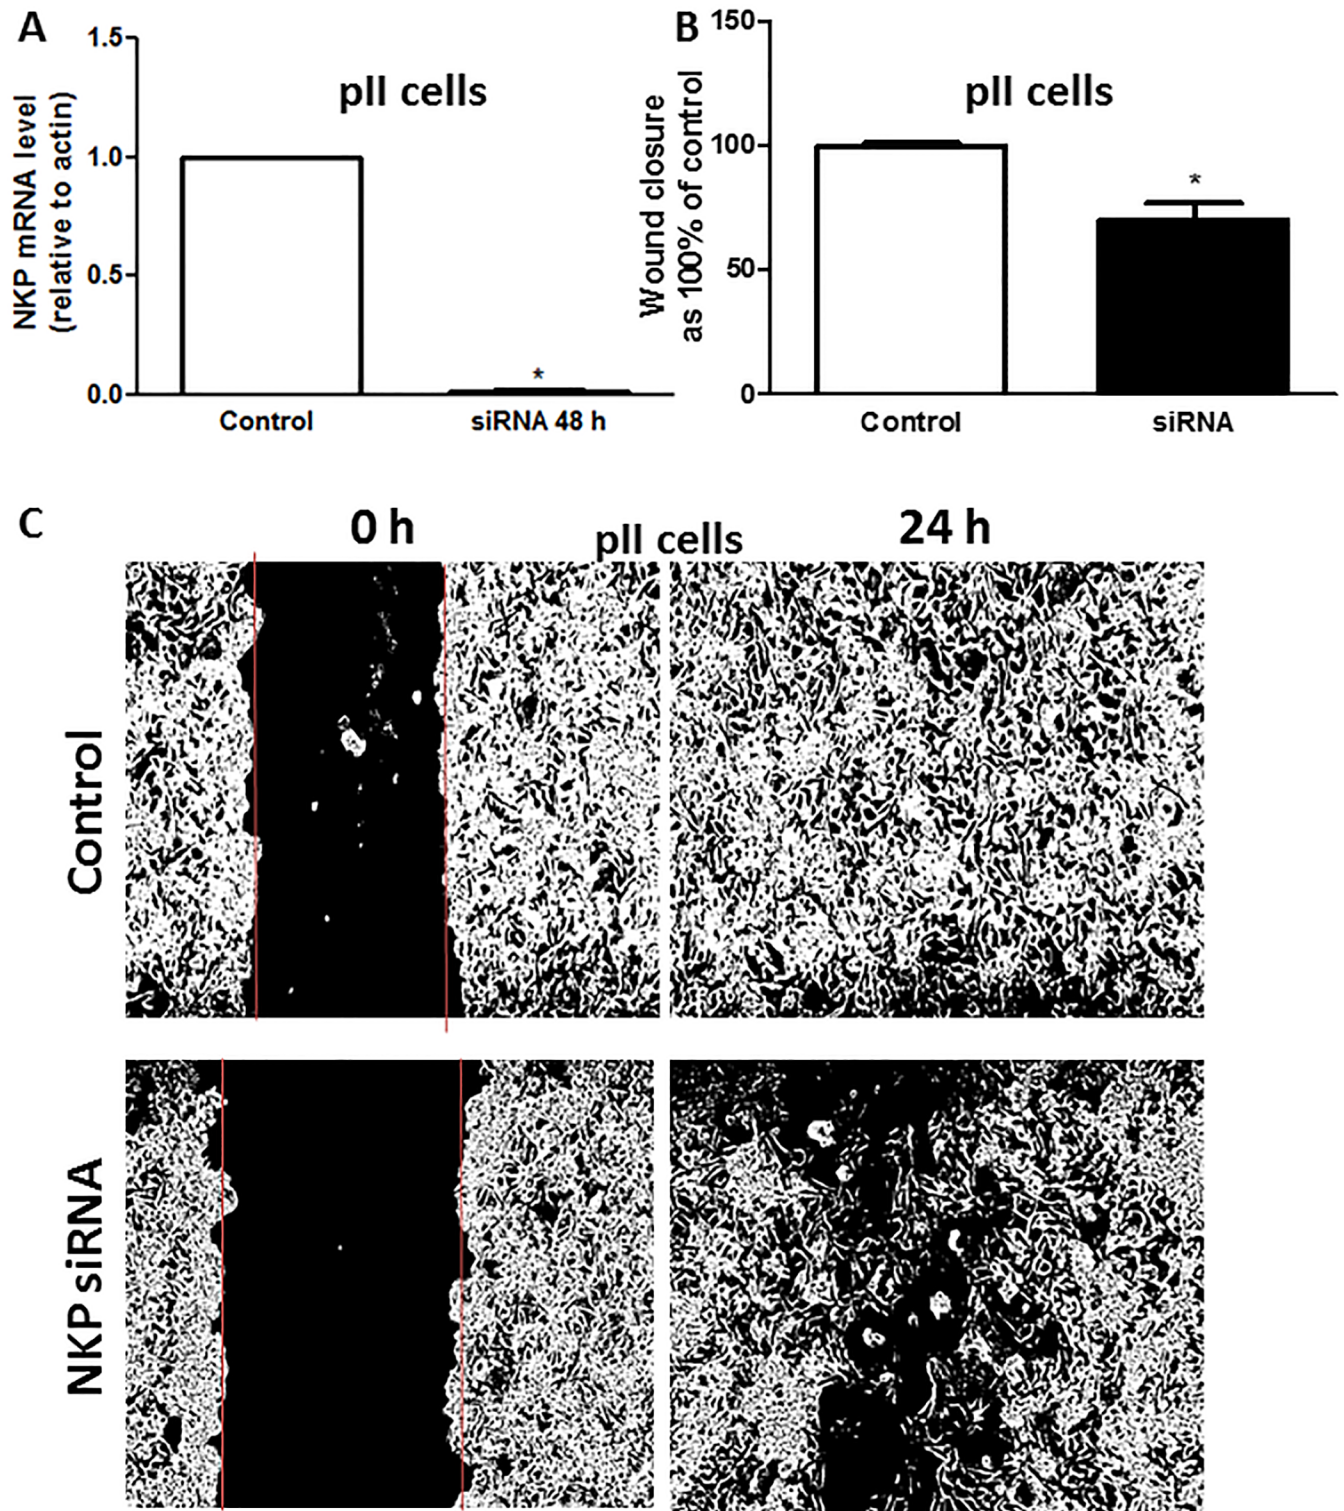 A
1.5
1.0
0.5
0.0
NKP mRNA level
(relative to actin)
pII cells
*
Control
siRNA 48 h
B
150
100
50
0
Wound closure
as 100% of control
pII cells
*
Control
siRNA
C
0 h
pII cells
24 h
Control
NKP siRNA